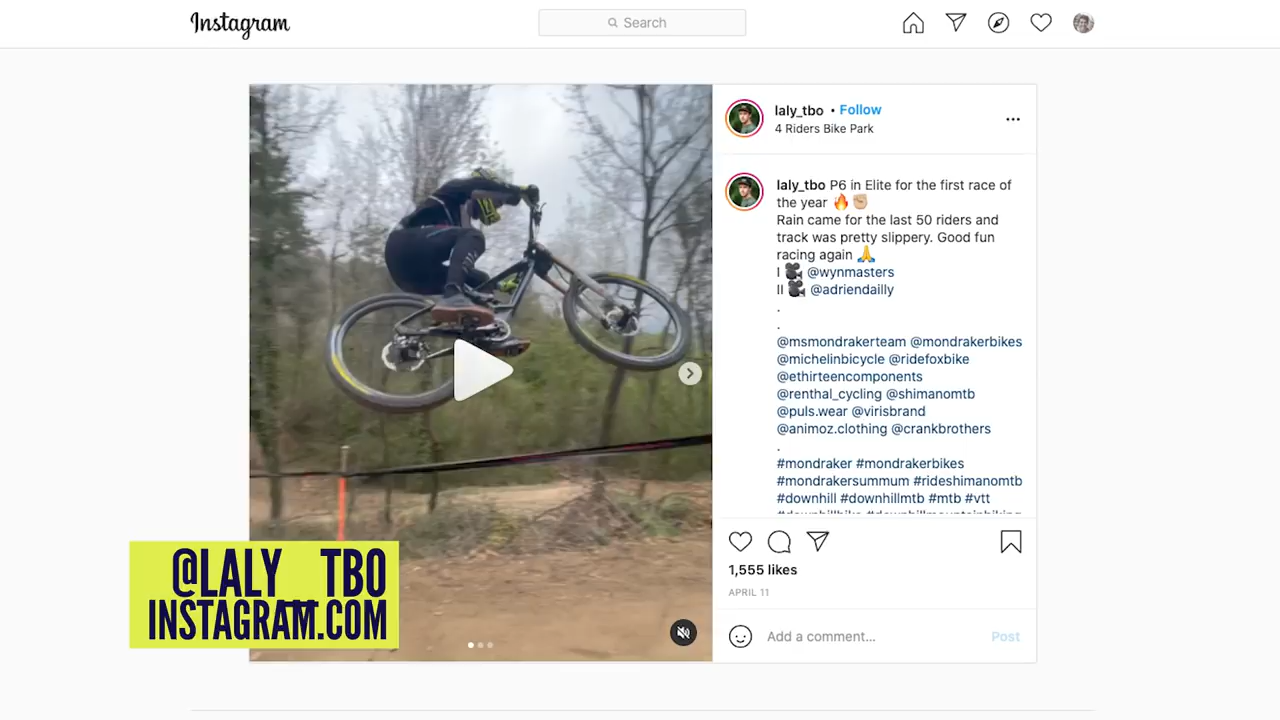 Instagram
Search
laly_tbo • Follow
4 Riders Bike Park
laly_tbo P6 in Elite for the first race of
the year 🔥✊🏼
Rain came for the last 50 riders and
track was pretty slippery. Good fun
racing again 🙏
I 🎥 @wynmasters
II 🎥 @adriendailly
.
.
@msmondrakerteam @mondrakerbikes
@michelinbicycle @ridefoxbike
@ethirteencomponents
@renthal_cycling @shimanomtb
@puls.wear @virisbrand
@animoz.clothing @crankbrothers
.
#mondraker #mondrakerbikes
#mondrakersummum #rideshimanomtb
#downhill #downhillmtb #mtb #vtt
1,555 likes
APRIL 11
Add a comment... Post
@LALY_TBO
INSTAGRAM.COM